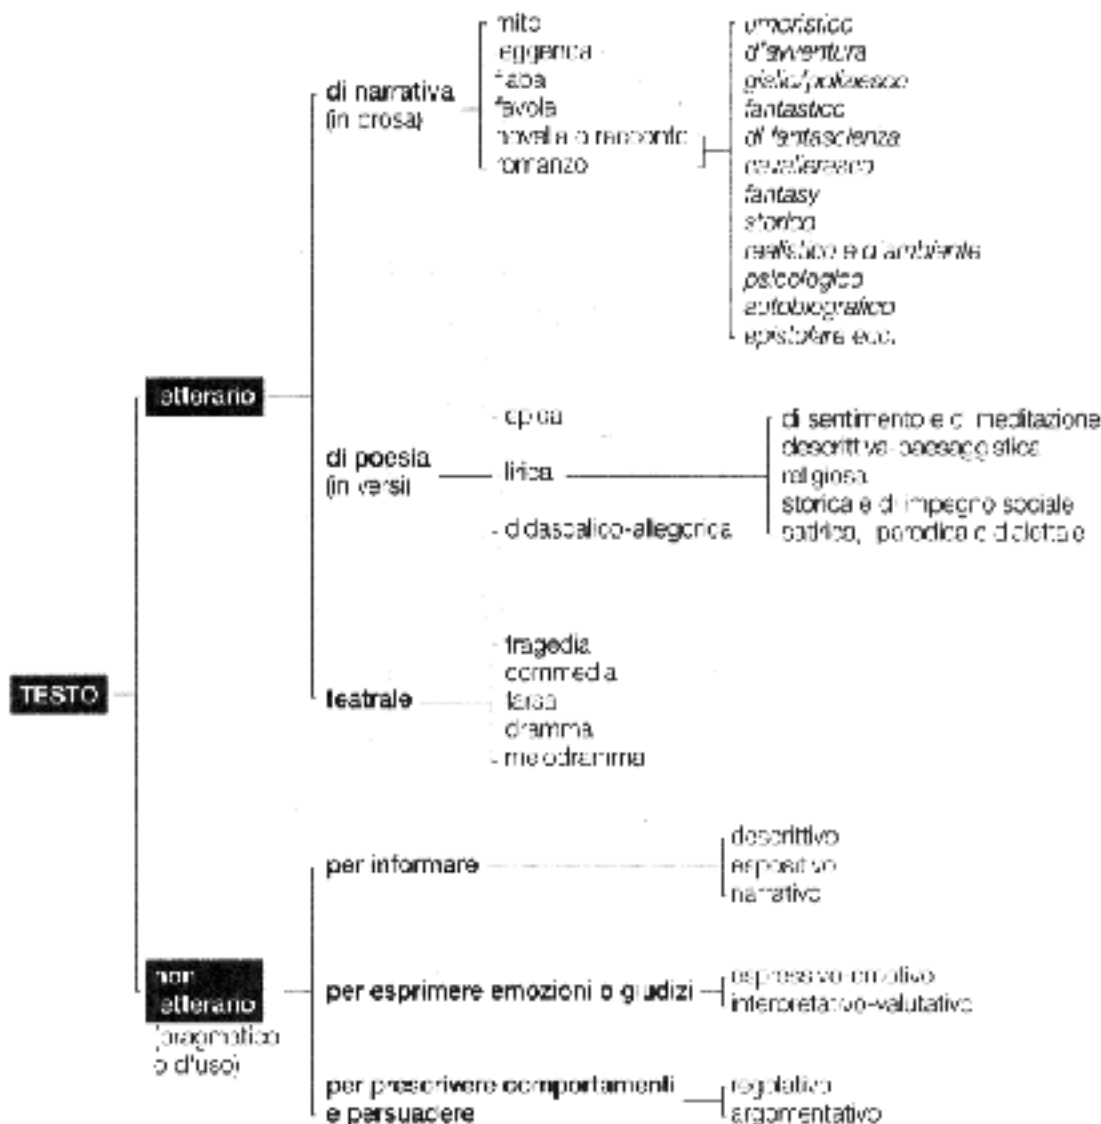 TESTO
letterario
di narrativa
(in prosa)
mito
leggenda
fiaba
favola
novella o racconto
romanzo
umoristico
d'avventura
giallo/poliziesco
fantastico
di fantascienza
cavalleresco
fantasy
storico
realistico e d'ambiente
psicologico
autobiografico
epistolare ecc.
di poesia
(in versi)
epica
lirica
didascalico-allegorica
di sentimento e di meditazione
descrittiva-paesaggistica
religiosa
storica e di impegno sociale
satirica, parodica o dialettale
teatrale
tragedia
commedia
farsa
dramma
melodramma
non
letterario
(pragmatico
o d'uso)
per informare
descrittivo
espositivo
narrativo
per esprimere emozioni o giudizi
espressivo-emotivo
interpretativo-valutativo
per prescrivere comportamenti
e persuadere
regolativo
argomentativo